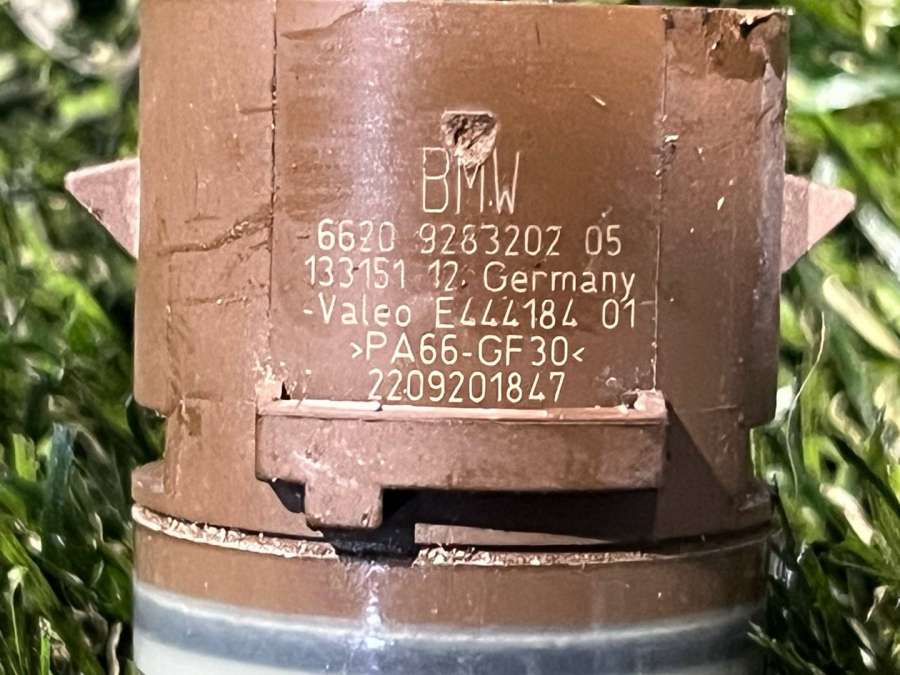 BMW
6620 9283202 05
133151 12 Germany
-Valeo E444184 01
>PA66-GF30<
2209201847